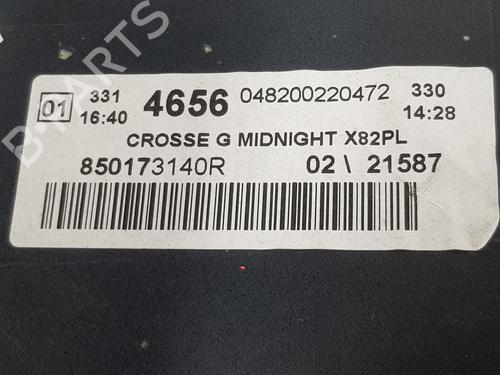 01 331 4656 048200220472 330
16:40 14:28
CROSSE G MIDNIGHT X82PL
850173140R 02 \ 21587
B-PARTS